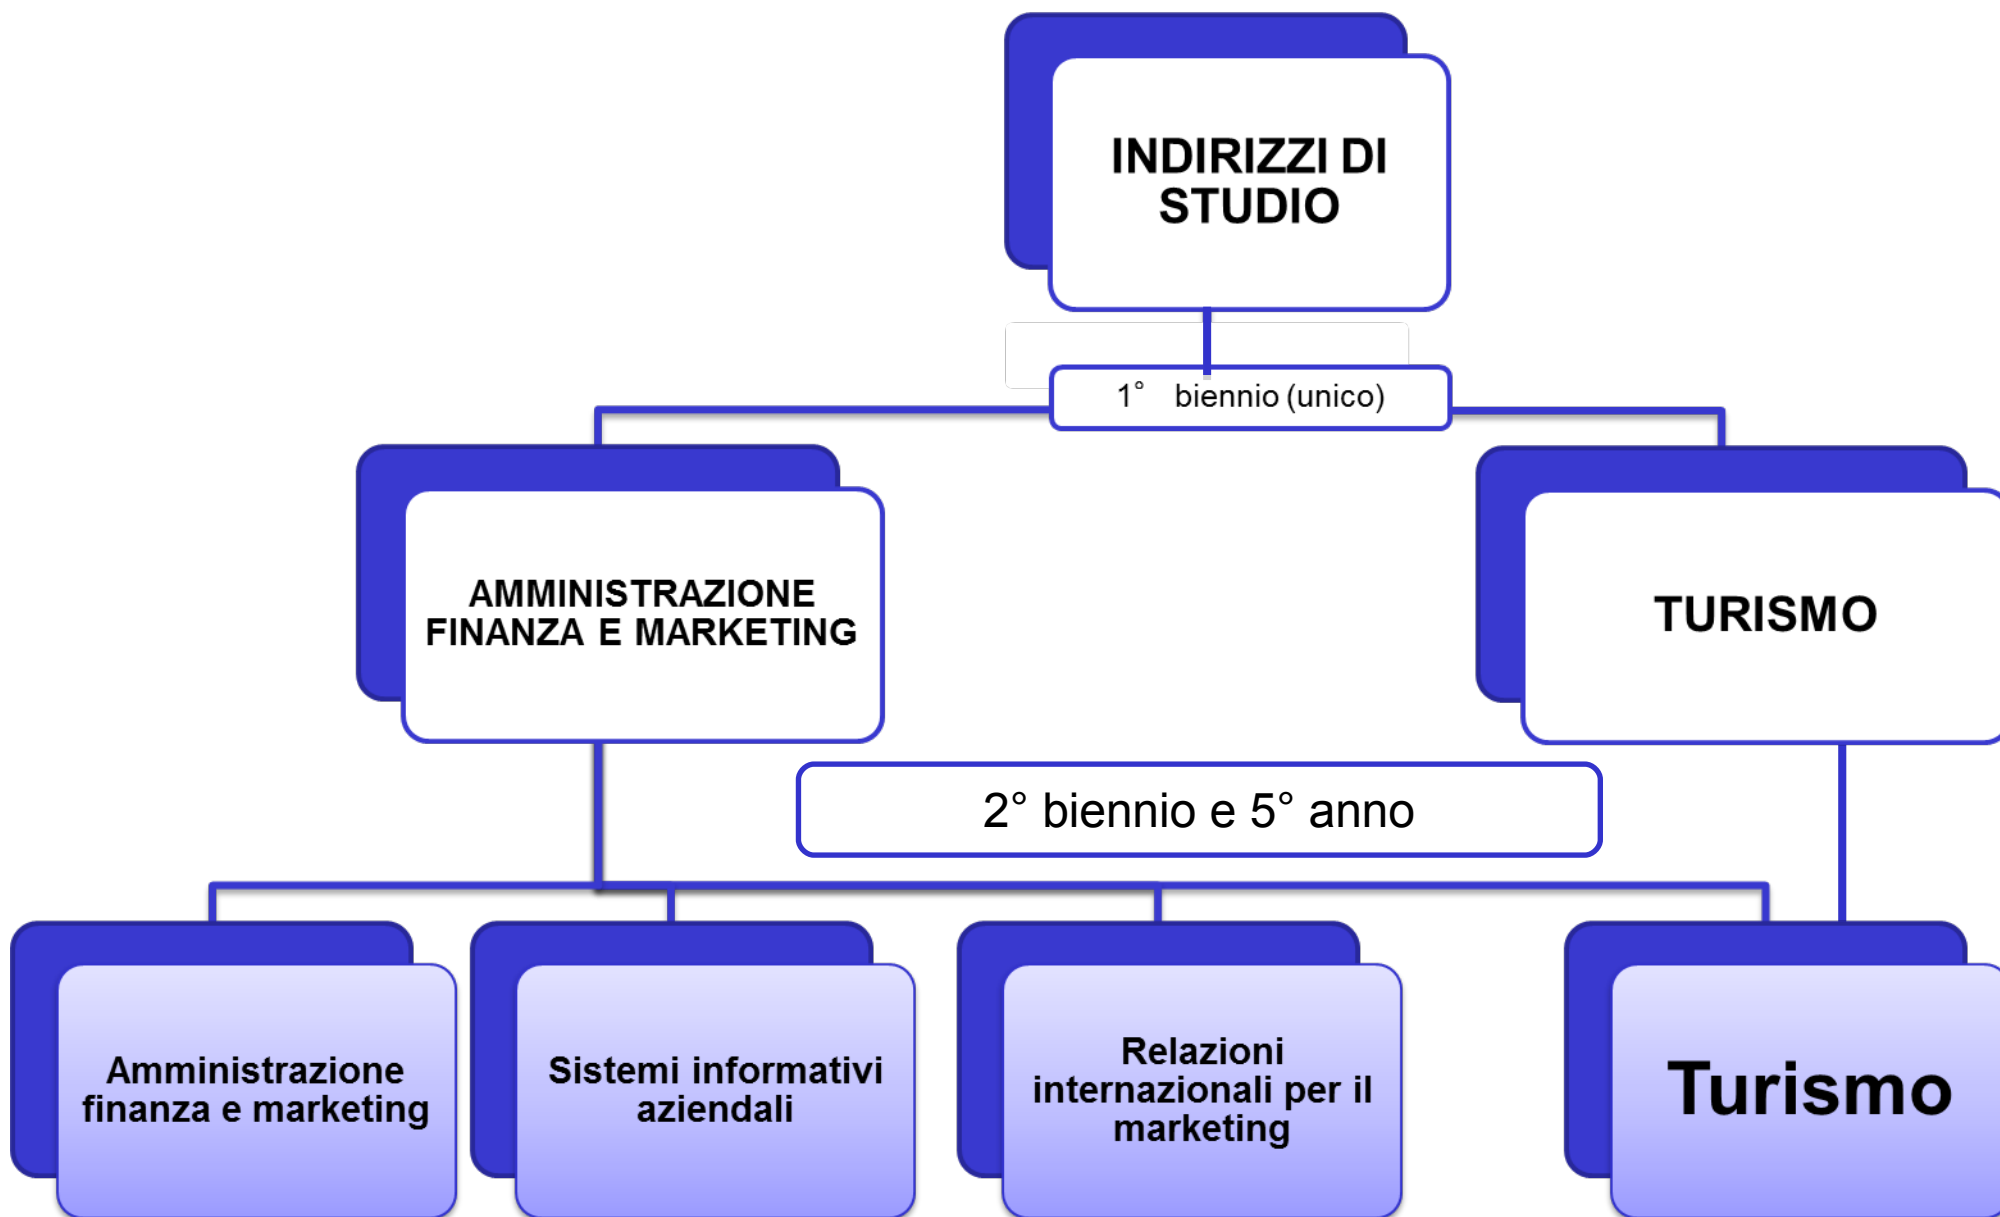 INDIRIZZI DI
STUDIO
1° biennio (unico)
AMMINISTRAZIONE
FINANZA E MARKETING
TURISMO
2° biennio e 5° anno
Amministrazione
finanza e marketing
Sistemi informativi
aziendali
Relazioni
internazionali per il
marketing
Turismo